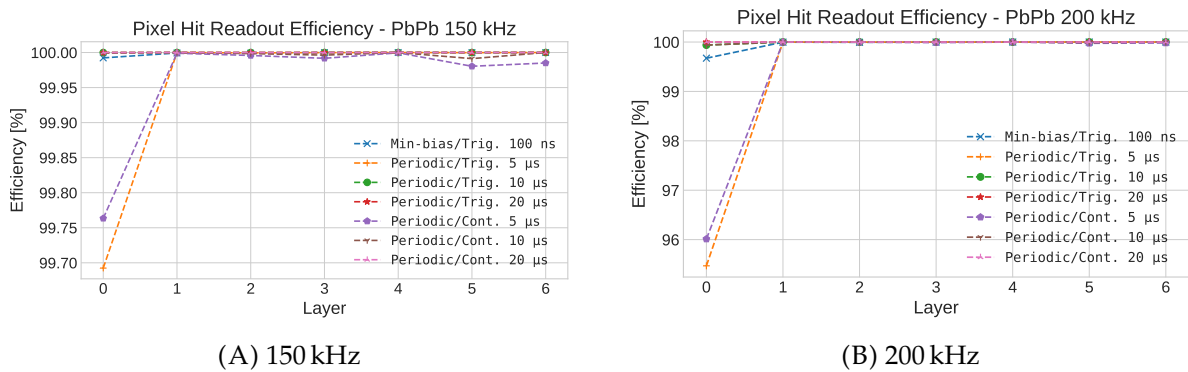 Pixel Hit Readout Efficiency - PbPb 150 kHz
Efficiency [%]
100.00
99.95
99.90
99.85
99.80
99.75
99.70
Min-bias/Trig. 100 ns
Periodic/Trig. 5 μs
Periodic/Trig. 10 μs
Periodic/Trig. 20 μs
Periodic/Cont. 5 μs
Periodic/Cont. 10 μs
Periodic/Cont. 20 μs
0 1 2 3 4 5 6
Layer
(A) 150 kHz
Pixel Hit Readout Efficiency - PbPb 200 kHz
Efficiency [%]
100
99
98
97
96
Min-bias/Trig. 100 ns
Periodic/Trig. 5 μs
Periodic/Trig. 10 μs
Periodic/Trig. 20 μs
Periodic/Cont. 5 μs
Periodic/Cont. 10 μs
Periodic/Cont. 20 μs
0 1 2 3 4 5 6
Layer
(B) 200 kHz